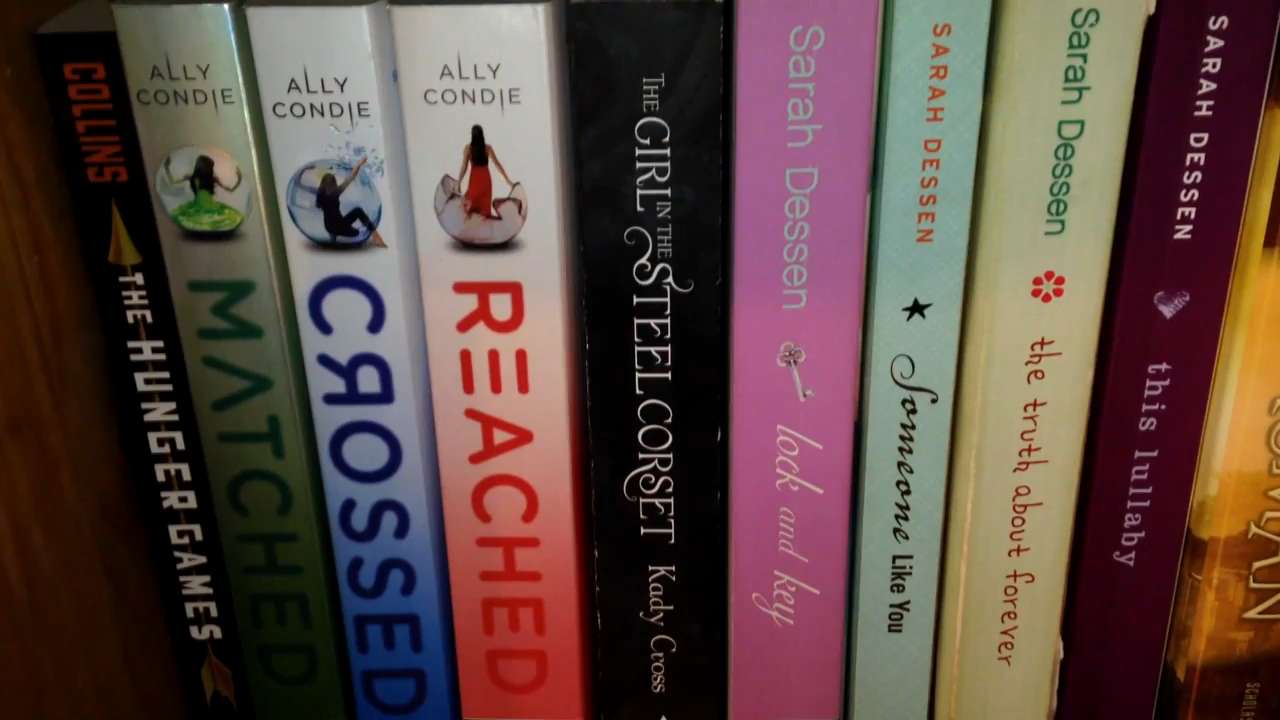 COLLINS
THE HUNGER GAMES
ALLY
CONDIE
MATCHED
ALLY
CONDIE
CROSSED
ALLY
CONDIE
REACHED
THE GIRL IN THE STEEL CORSET Kady Cross
Sarah Dessen lock and key
SARAH DESSEN Someone Like You
Sarah Dessen the truth about forever
SARAH DESSEN this lullaby